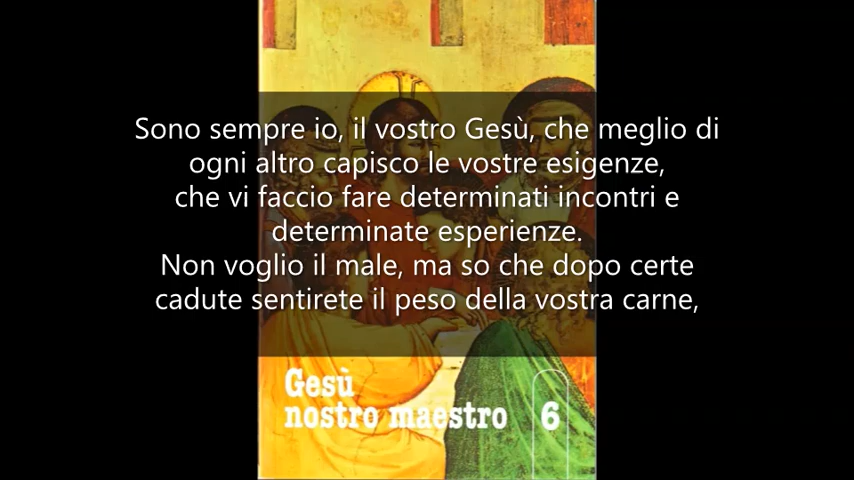 Sono sempre io, il vostro Gesù, che meglio di
ogni altro capisco le vostre esigenze,
che vi faccio fare determinati incontri e
determinate esperienze.
Non voglio il male, ma so che dopo certe
cadute sentirete il peso della vostra carne,
Gesù
nostro maestro 6